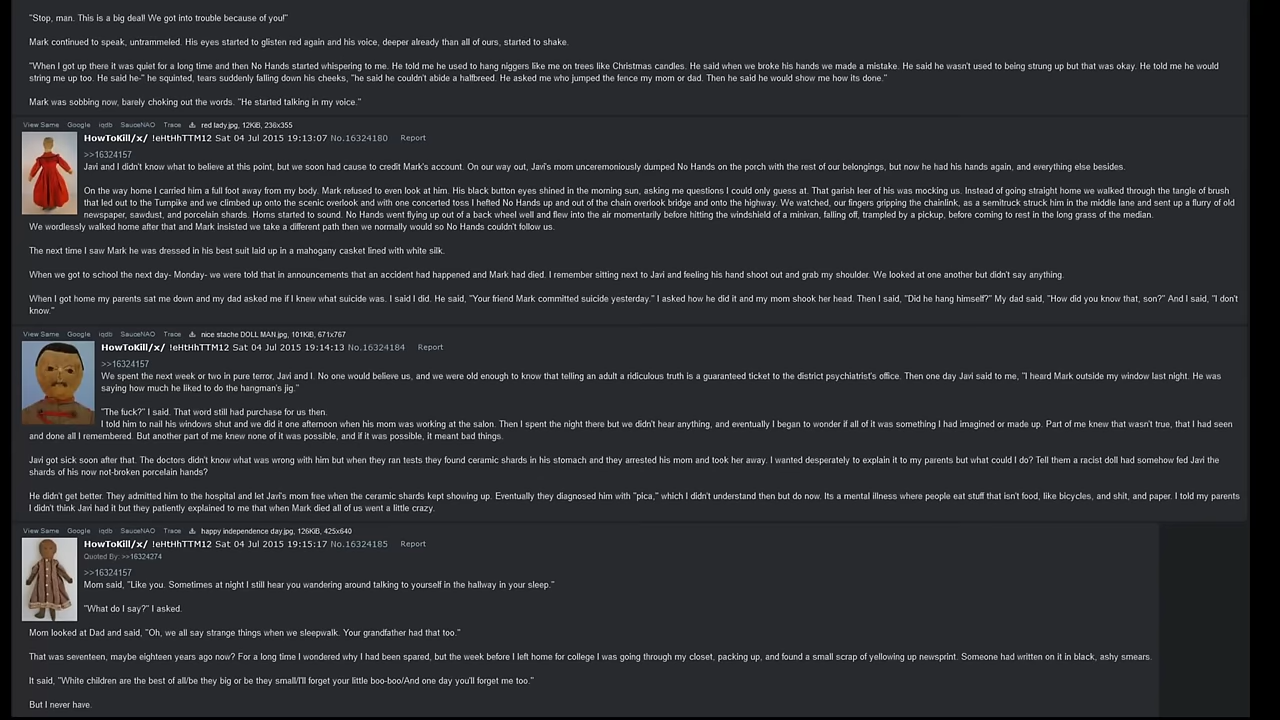 "Stop, man. This is a big deal! We got into trouble because of you!"
Mark continued to speak, untrammeled. His eyes started to glisten red again and his voice, deeper already than all of ours, started to shake.
"When I got up there it was quiet for a long time and then No Hands started whispering to me. He told me he used to hang niggers like me on trees like Christmas candles. He said when we broke his hands we made a mistake. He said he wasn't used to being strung up but that was okay. He told me he would
string me up too. He said he-" he squinted, tears suddenly falling down his cheeks, "he said he couldn't abide a halfbreed. He asked me who jumped the fence my mom or dad. Then he said he would show me how its done."
Mark was sobbing now, barely choking out the words. "He started talking in my voice."
View Same Google iqdb SauceNAO Trace red lady.jpg, 12KiB, 236x355
HowToKill/x/ !eHtHhTTM12 Sat 04 Jul 2015 19:13:07 No.16324180 Report
>>16324157
Javi and I didn't know what to believe at this point, but we soon had cause to credit Mark's account. On our way out, Javi's mom unceremoniously dumped No Hands on the porch with the rest of our belongings, but now he had his hands again, and everything else besides.
On the way home I carried him a full foot away from my body. Mark refused to even look at him. His black button eyes shined in the morning sun, asking me questions I could only guess at. That garish leer of his was mocking us. Instead of going straight home we walked through the tangle of brush
that led out to the Turnpike and we climbed up onto the scenic overlook and with one concerted toss I hefted No Hands up and out of the chain overlook bridge and onto the highway. We watched, our fingers gripping the chainlink, as a semitruck struck him in the middle lane and sent up a flurry of old
newspaper, sawdust, and porcelain shards. Horns started to sound. No Hands went flying up out of a back wheel well and flew into the air momentarily before hitting the windshield of a minivan, falling off, trampled by a pickup, before coming to rest in the long grass of the median.
We wordlessly walked home after that and Mark insisted we take a different path then we normally would so No Hands couldn't follow us.
The next time I saw Mark he was dressed in his best suit laid up in a mahogany casket lined with white silk.
When we got to school the next day- Monday- we were told that in announcements that an accident had happened and Mark had died. I remember sitting next to Javi and feeling his hand shoot out and grab my shoulder. We looked at one another but didn't say anything.
When I got home my parents sat me down and my dad asked me if I knew what suicide was. I said I did. He said, "Your friend Mark committed suicide yesterday." I asked how he did it and my mom shook her head. Then I said, "Did he hang himself?" My dad said, "How did you know that, son?" And I said, "I don't
know."
View Same Google iqdb SauceNAO Trace nice stache DOLL MAN.jpg, 101KiB, 671x767
HowToKill/x/ !eHtHhTTM12 Sat 04 Jul 2015 19:14:13 No.16324184 Report
>>16324157
We spent the next week or two in pure terror, Javi and I. No one would believe us, and we were old enough to know that telling an adult a ridiculous truth is a guaranteed ticket to the district psychiatrist's office. Then one day Javi said to me, "I heard Mark outside my window last night. He was
saying how much he liked to do the hangman's jig."
"The fuck?" I said. That word still had purchase for us then.
I told him to nail his windows shut and we did it one afternoon when his mom was working at the salon. Then I spent the night there but we didn't hear anything, and eventually I began to wonder if all of it was something I had imagined or made up. Part of me knew that wasn't true, that I had seen
and done all I remembered. But another part of me knew none of it was possible, and if it was possible, it meant bad things.
Javi got sick soon after that. The doctors didn't know what was wrong with him but when they ran tests they found ceramic shards in his stomach and they arrested his mom and took her away. I wanted desperately to explain it to my parents but what could I do? Tell them a racist doll had somehow fed Javi the
shards of his now not-broken porcelain hands?
He didn't get better. They admitted him to the hospital and let Javi's mom free when the ceramic shards kept showing up. Eventually they diagnosed him with "pica," which I didn't understand then but do now. Its a mental illness where people eat stuff that isn't food, like bicycles, and shit, and paper. I told my parents
I didn't think Javi had it but they patiently explained to me that when Mark died all of us went a little crazy.
View Same Google iqdb SauceNAO Trace happy independence day.jpg, 126KiB, 425x640
HowToKill/x/ !eHtHhTTM12 Sat 04 Jul 2015 19:15:17 No.16324185 Report
Quoted By: >>16324274
>>16324157
Mom said, "Like you. Sometimes at night I still hear you wandering around talking to yourself in the hallway in your sleep."
"What do I say?" I asked.
Mom looked at Dad and said, "Oh, we all say strange things when we sleepwalk. Your grandfather had that too."
That was seventeen, maybe eighteen years ago now? For a long time I wondered why I had been spared, but the week before I left home for college I was going through my closet, packing up, and found a small scrap of yellowing up newsprint. Someone had written on it in black, ashy smears.
It said, "White children are the best of all/be they big or be they small/I'll forget your little boo-boo/And one day you'll forget me too."
But I never have.